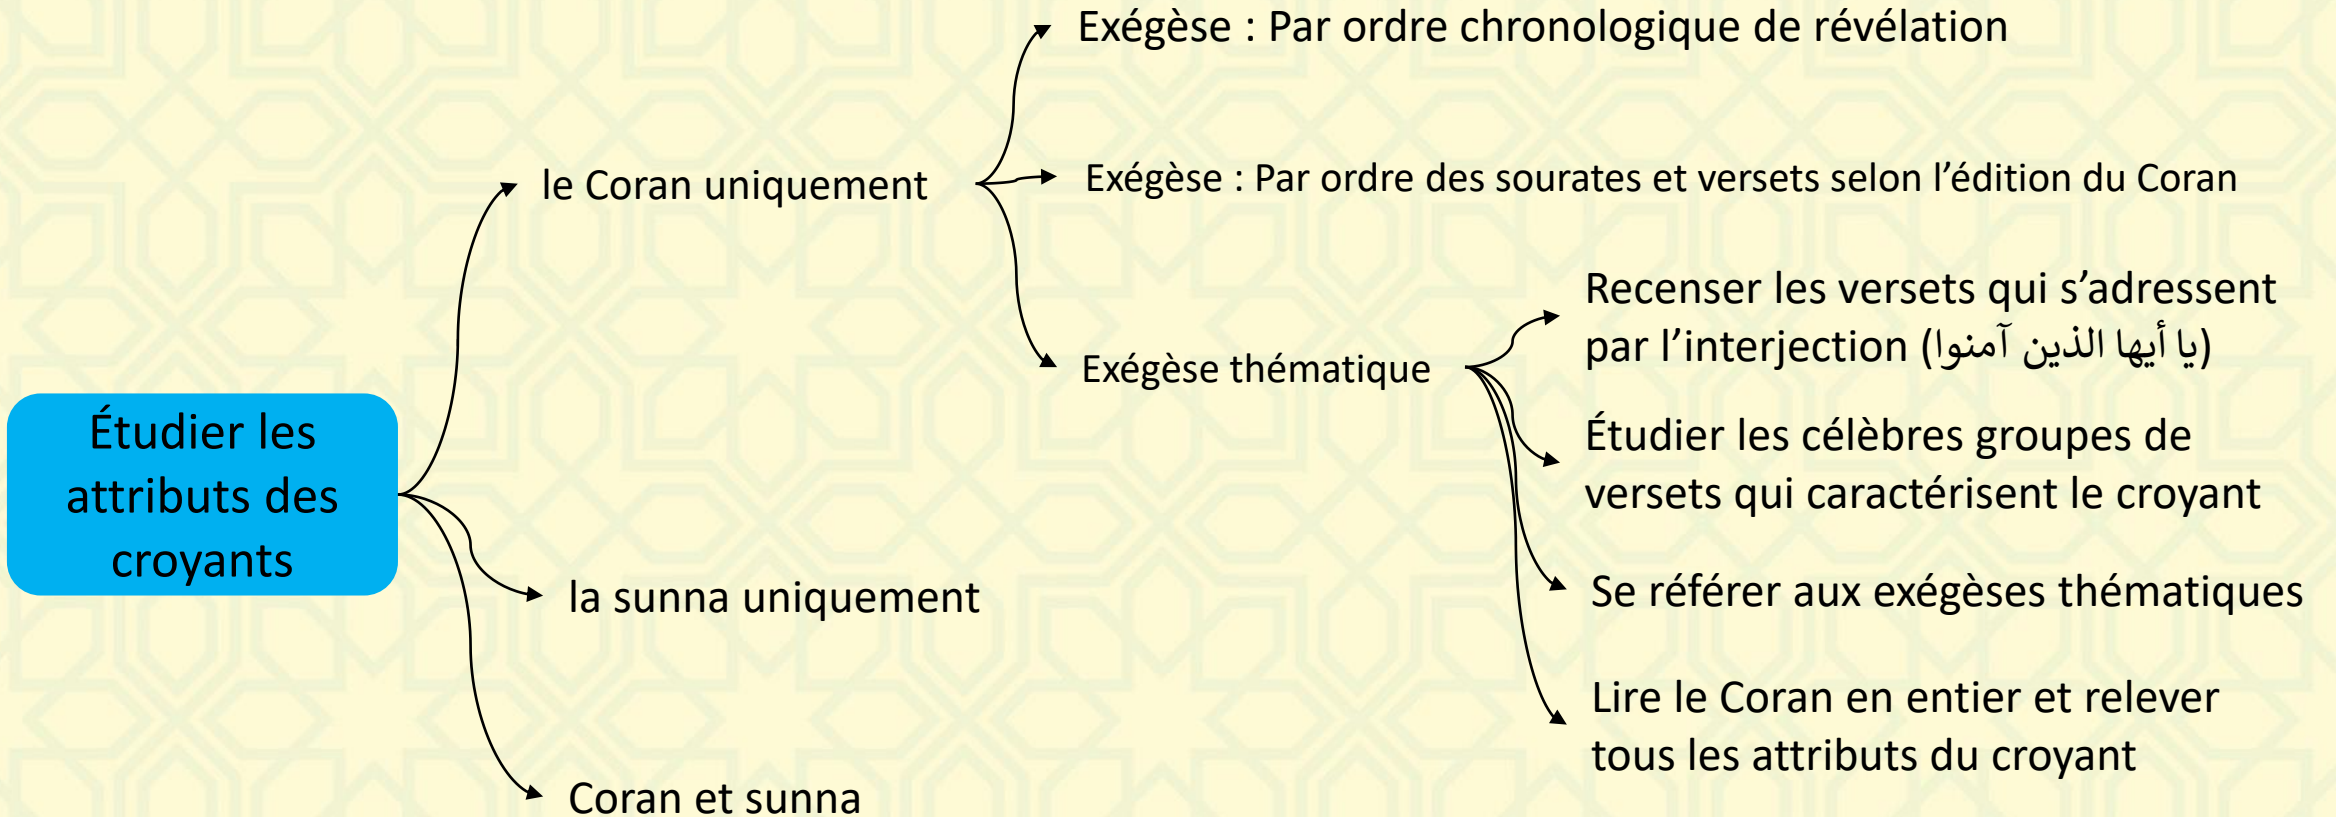 Étudier les
attributs des
croyants
le Coran uniquement
la sunna uniquement
Coran et sunna
Exégèse : Par ordre chronologique de révélation
Exégèse : Par ordre des sourates et versets selon l’édition du Coran
Exégèse thématique
Recenser les versets qui s’adressent
par l’interjection (يا أيها الذين آمنوا)
Étudier les célèbres groupes de
versets qui caractérisent le croyant
Se référer aux exégèses thématiques
Lire le Coran en entier et relever
tous les attributs du croyant